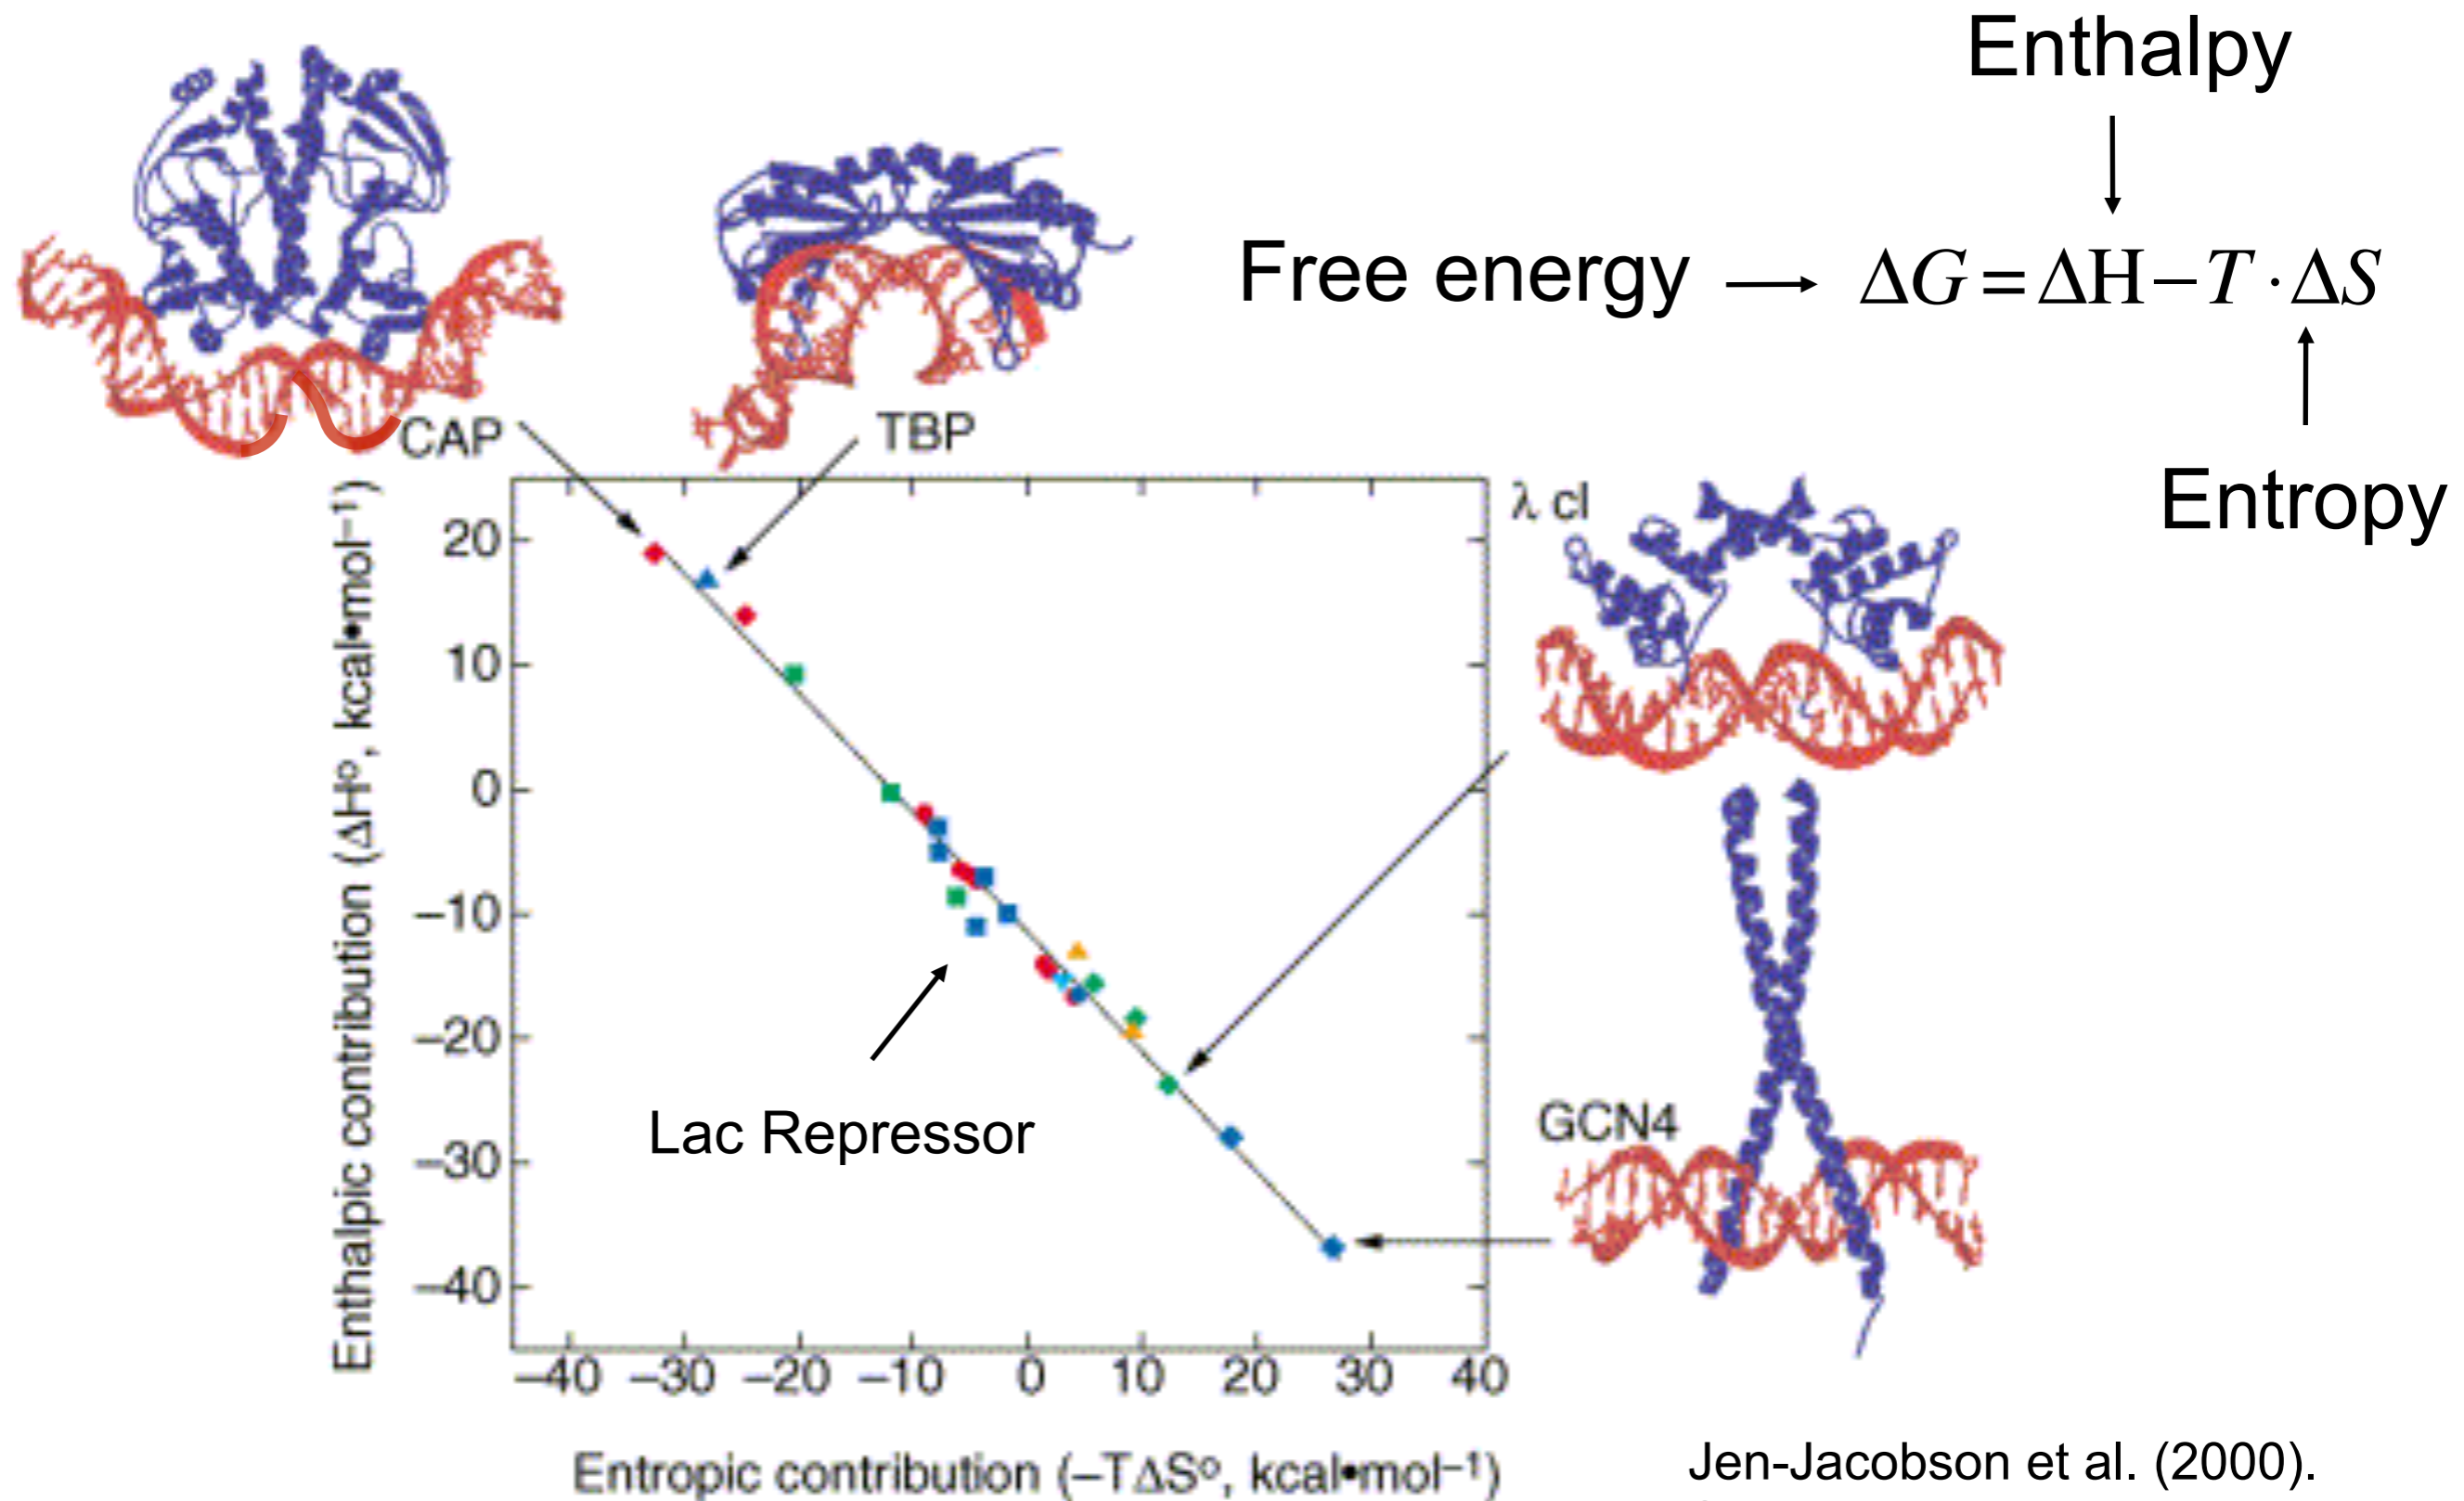 Enthalpy
Free energy
ΔG = ΔH − T · ΔS
Entropy
CAP
TBP
λ cI
GCN4
Lac Repressor
Enthalpic contribution (ΔHº, kcal•mol−1)
20
10
0
−10
−20
−30
−40
−40 −30 −20 −10 0 10 20 30 40
Entropic contribution (−TΔSº, kcal•mol−1)
Jen-Jacobson et al. (2000).